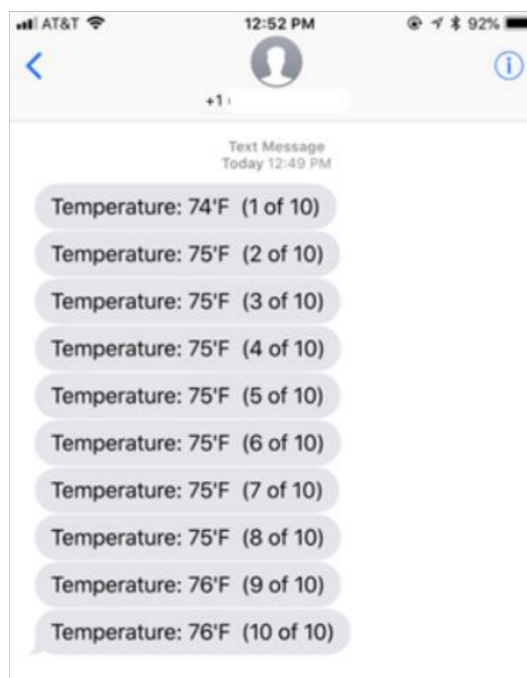 AT&T 12:52 PM 92%
+1
Text Message
Today 12:49 PM
Temperature: 74'F (1 of 10)
Temperature: 75'F (2 of 10)
Temperature: 75'F (3 of 10)
Temperature: 75'F (4 of 10)
Temperature: 75'F (5 of 10)
Temperature: 75'F (6 of 10)
Temperature: 75'F (7 of 10)
Temperature: 75'F (8 of 10)
Temperature: 76'F (9 of 10)
Temperature: 76'F (10 of 10)